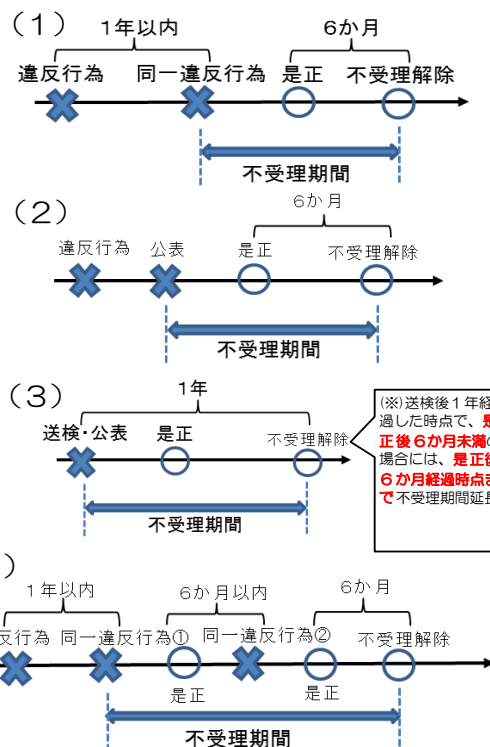 (1)
1年以内
6か月
違反行為 同一違反行為 是正 不受理解除
不受理期間
(2)
6か月
違反行為 公表 是正 不受理解除
不受理期間
(3)
1年
送検・公表 是正 不受理解除
不受理期間
(※)送検後1年経
過した時点で、是
正後6か月未満の
場合には、是正後
6か月経過時点ま
で不受理期間延長
)
1年以内 6か月以内 6か月
反行為 同一違反行為① 同一違反行為② 不受理解除
是正 是正
不受理期間